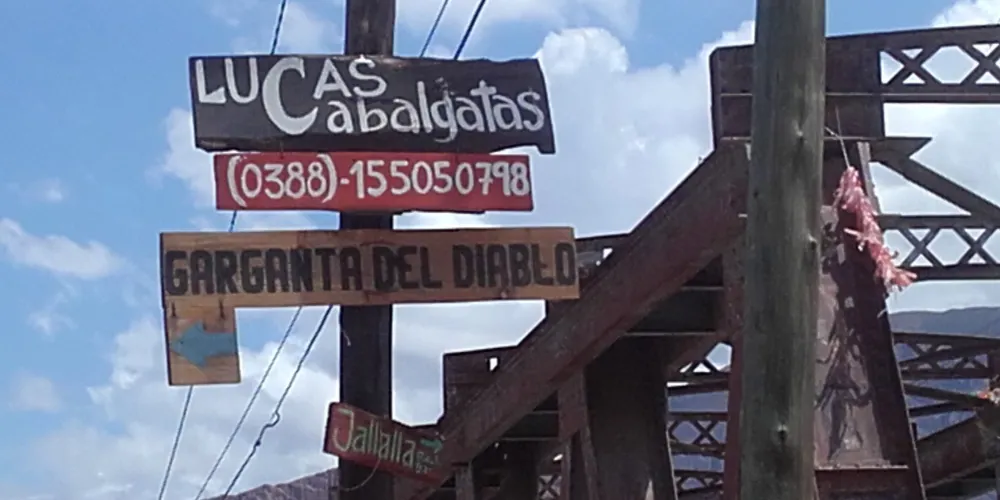 LUCAS
Cabalgatas
(0388)-155050798
GARGANTA DEL DIABLO
Jallalla